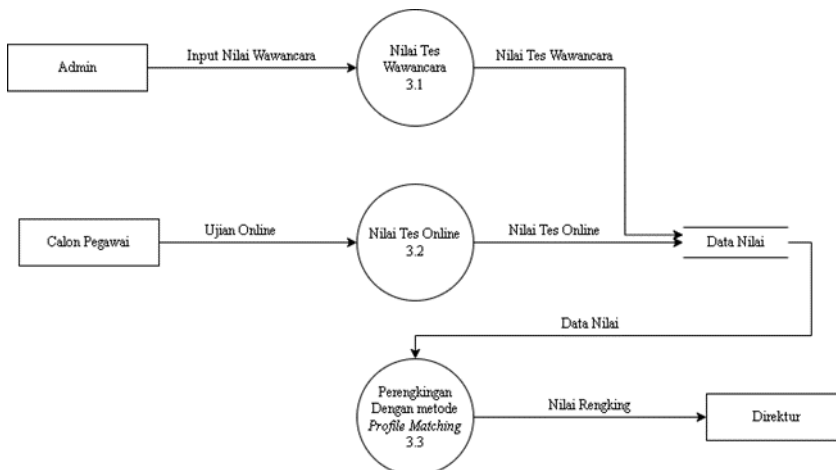 Admin
Input Nilai Wawancara
Nilai Tes
Wawancara
3.1
Nilai Tes Wawancara
Calon Pegawai
Ujian Online
Nilai Tes Online
3.2
Nilai Tes Online
Data Nilai
Data Nilai
Perengkingan
Dengan metode
Profile Matching
3.3
Nilai Rengking
Direktur